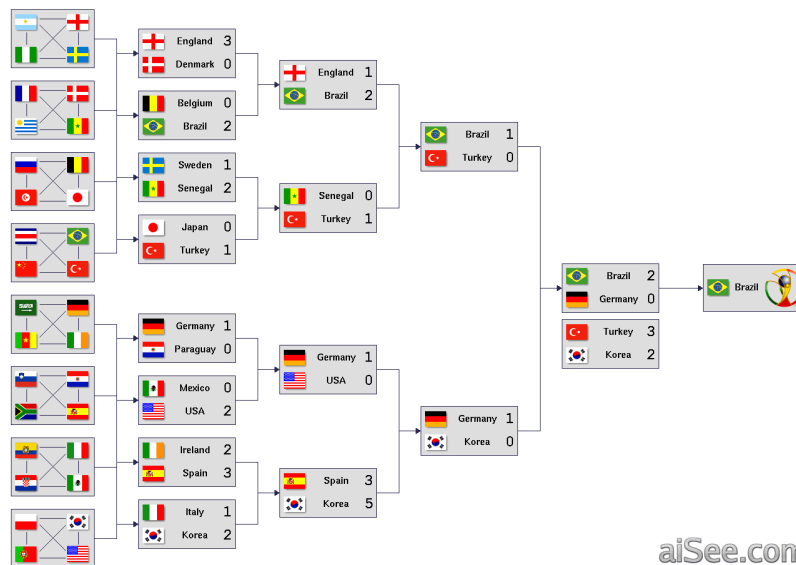 England 3
Denmark 0
Belgium 0
Brazil 2
Sweden 1
Senegal 2
Japan 0
Turkey 1
Germany 1
Paraguay 0
Mexico 0
USA 2
Ireland 2
Spain 3
Italy 1
Korea 2
England 1
Brazil 2
Senegal 0
Turkey 1
Germany 1
USA 0
Spain 3
Korea 5
Brazil 1
Turkey 0
Germany 1
Korea 0
Brazil 2
Germany 0
Turkey 3
Korea 2
Brazil
aiSee.com